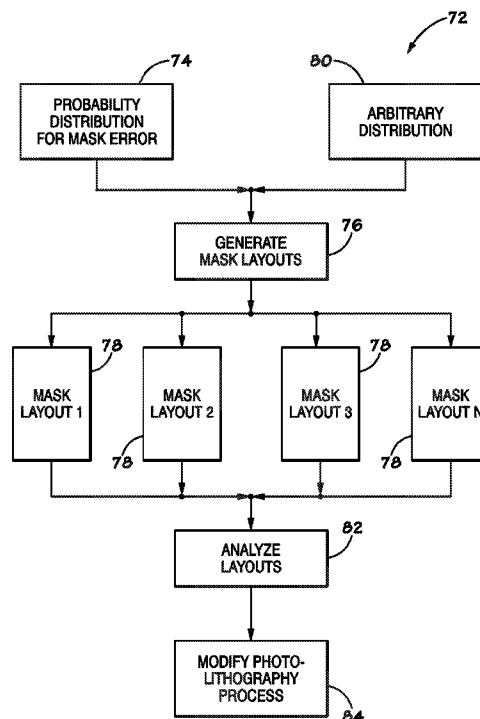 72
74
80
PROBABILITY
DISTRIBUTION
FOR MASK ERROR
ARBITRARY
DISTRIBUTION
76
GENERATE
MASK LAYOUTS
78
78
MASK
LAYOUT 1
MASK
LAYOUT 2
MASK
LAYOUT 3
MASK
LAYOUT N
78
78
82
ANALYZE
LAYOUTS
MODIFY PHOTO-
LITHOGRAPHY
PROCESS
84